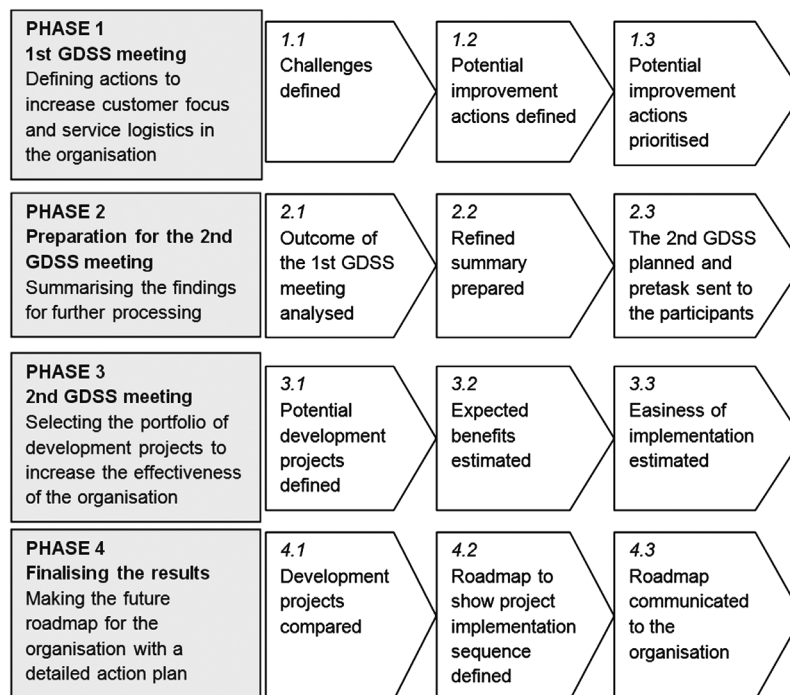 PHASE 1
1st GDSS meeting
Defining actions to
increase customer focus
and service logistics in
the organisation
1.1
Challenges
defined
1.2
Potential
improvement
actions defined
1.3
Potential
improvement
actions
prioritised
PHASE 2
Preparation for the 2nd
GDSS meeting
Summarising the findings
for further processing
2.1
Outcome of
the 1st GDSS
meeting
analysed
2.2
Refined
summary
prepared
2.3
The 2nd GDSS
planned and
pretask sent to
the participants
PHASE 3
2nd GDSS meeting
Selecting the portfolio of
development projects to
increase the effectiveness
of the organisation
3.1
Potential
development
projects
defined
3.2
Expected
benefits
estimated
3.3
Easiness of
implementation
estimated
PHASE 4
Finalising the results
Making the future
roadmap for the
organisation with a
detailed action plan
4.1
Development
projects
compared
4.2
Roadmap to
show project
implementation
sequence
defined
4.3
Roadmap
communicated
to the
organisation